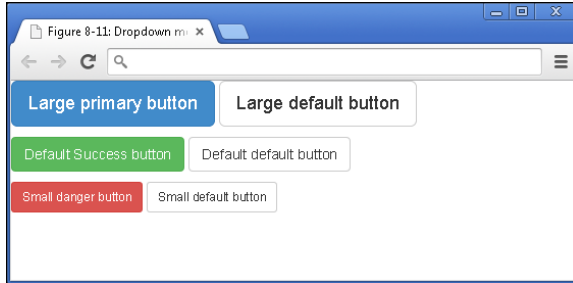 Figure 8-11: Dropdown m
Large primary button Large default button
Default Success button Default default button
Small danger button Small default button